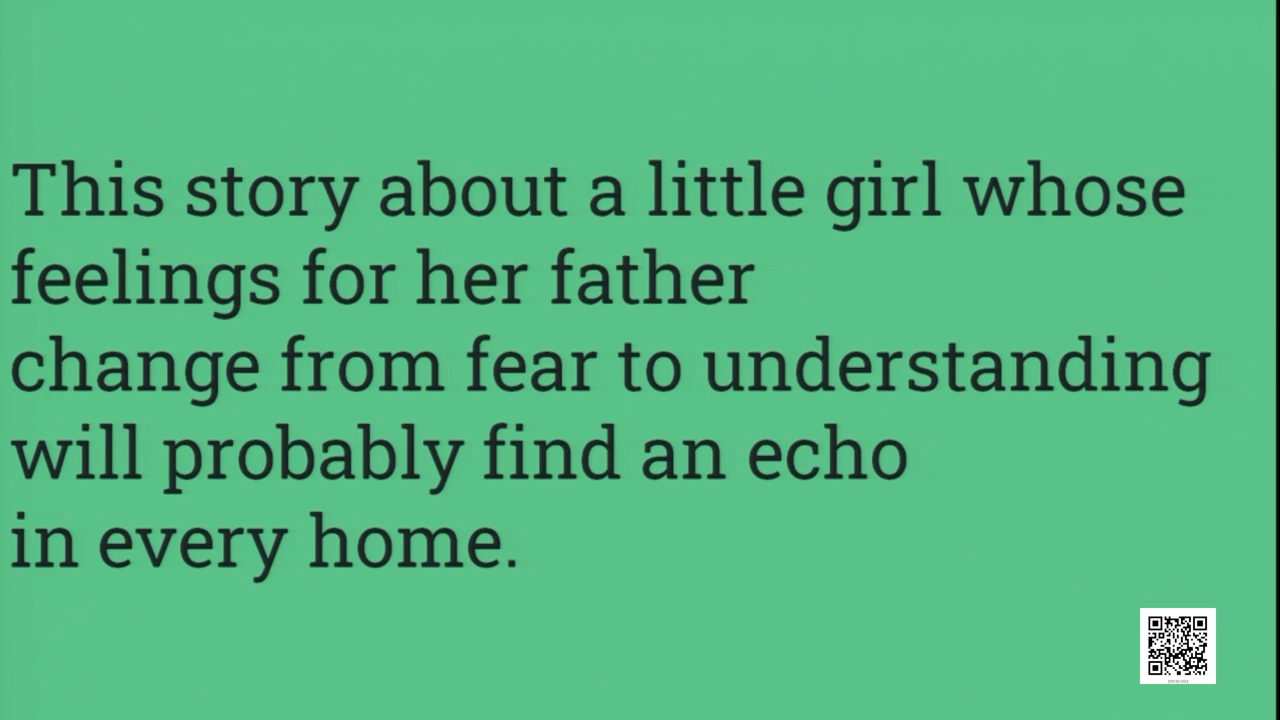 This story about a little girl whose
feelings for her father
change from fear to understanding
will probably find an echo
in every home.